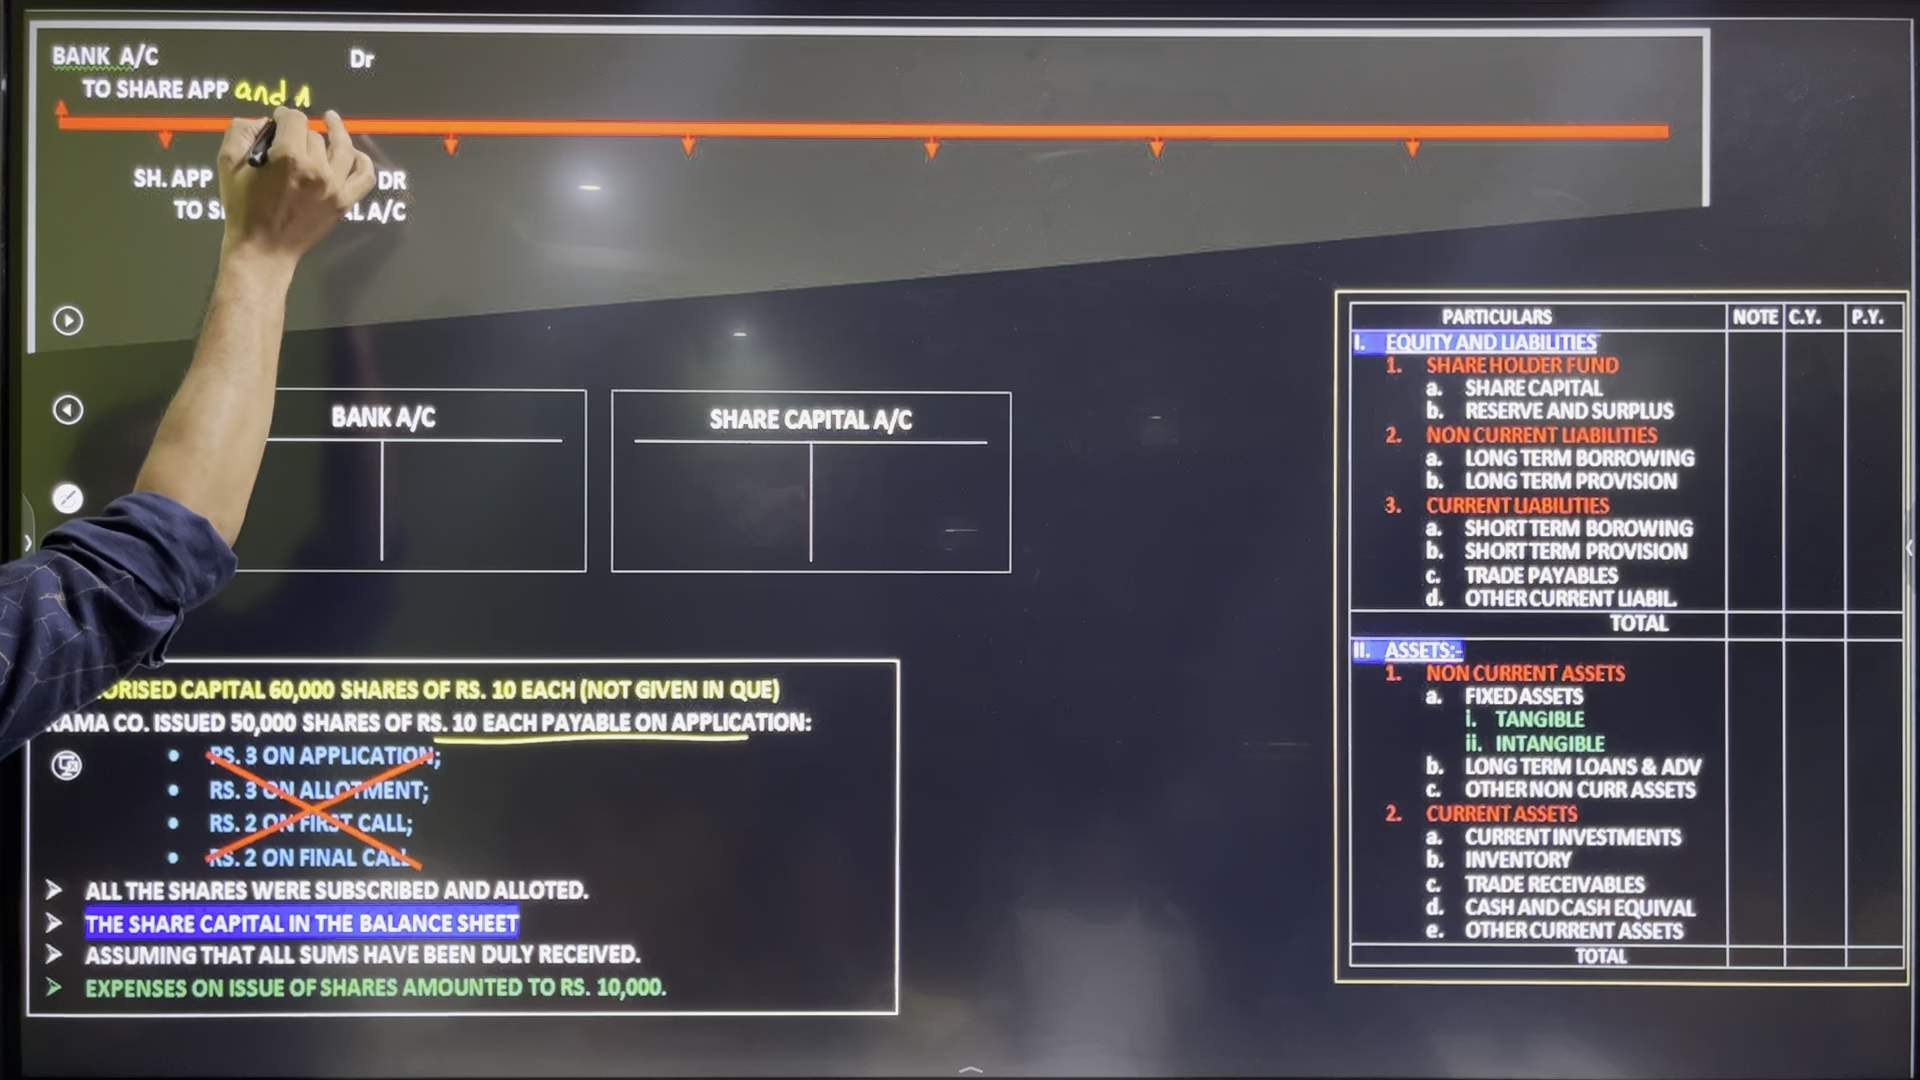 BANK A/C Dr
TO SHARE APP and A
SH. APP DR
TO A/C
BANK A/C
SHARE CAPITAL A/C
CAPITAL 60,000 SHARES OF RS. 10 EACH (NOT GIVEN IN QUE)
RAMA CO. ISSUED 50,000 SHARES OF RS. 10 EACH PAYABLE ON APPLICATION:
• RS. 3 ON APPLICATION;
• RS. 3 ON ALLOTMENT;
• RS. 2 ON FIRST CALL;
• RS. 2 ON FINAL CALL
➢ ALL THE SHARES WERE SUBSCRIBED AND ALLOTED.
➢ THE SHARE CAPITAL IN THE BALANCE SHEET
➢ ASSUMING THAT ALL SUMS HAVE BEEN DULY RECEIVED.
➢ EXPENSES ON ISSUE OF SHARES AMOUNTED TO RS. 10,000.
PARTICULARS NOTE C.Y. P.Y.
I. EQUITY AND LIABILITIES
1. SHARE HOLDER FUND
a. SHARE CAPITAL
b. RESERVE AND SURPLUS
2. NON CURRENT LIABILITIES
a. LONG TERM BORROWING
b. LONG TERM PROVISION
3. CURRENT LIABILITIES
a. SHORT TERM BOROWING
b. SHORT TERM PROVISION
c. TRADE PAYABLES
d. OTHER CURRENT LIABIL.
TOTAL
II. ASSETS:-
1. NON CURRENT ASSETS
a. FIXED ASSETS
i. TANGIBLE
ii. INTANGIBLE
b. LONG TERM LOANS & ADV
c. OTHER NON CURR ASSETS
2. CURRENT ASSETS
a. CURRENT INVESTMENTS
b. INVENTORY
c. TRADE RECEIVABLES
d. CASH AND CASH EQUIVAL
e. OTHER CURRENT ASSETS
TOTAL